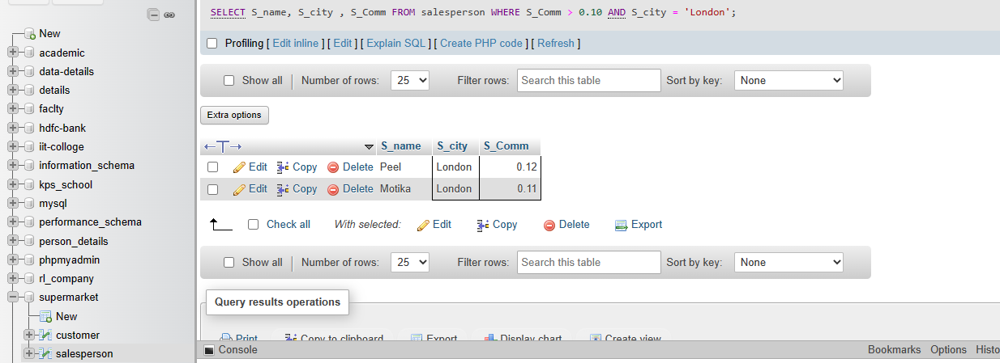 SELECT S_name, S_city , S_Comm FROM salesperson WHERE S_Comm > 0.10 AND S_city = 'London';
Profiling [ Edit inline ] [ Edit ] [ Explain SQL ] [ Create PHP code ] [ Refresh ]
Show all Number of rows: 25 Filter rows: Search this table Sort by key: None
Extra options
S_name S_city S_Comm
Edit Copy Delete Peel London 0.12
Edit Copy Delete Motika London 0.11
Check all With selected: Edit Copy Delete Export
Show all Number of rows: 25 Filter rows: Search this table Sort by key: None
Query results operations
Print Copy to clipboard Export Display chart Create view
Console Bookmarks Options Histo
New
academic
data-details
details
faclty
hdfc-bank
iit-colloge
information_schema
kps_school
mysql
performance_schema
person_details
phpmyadmin
rl_company
supermarket
New
customer
salesperson